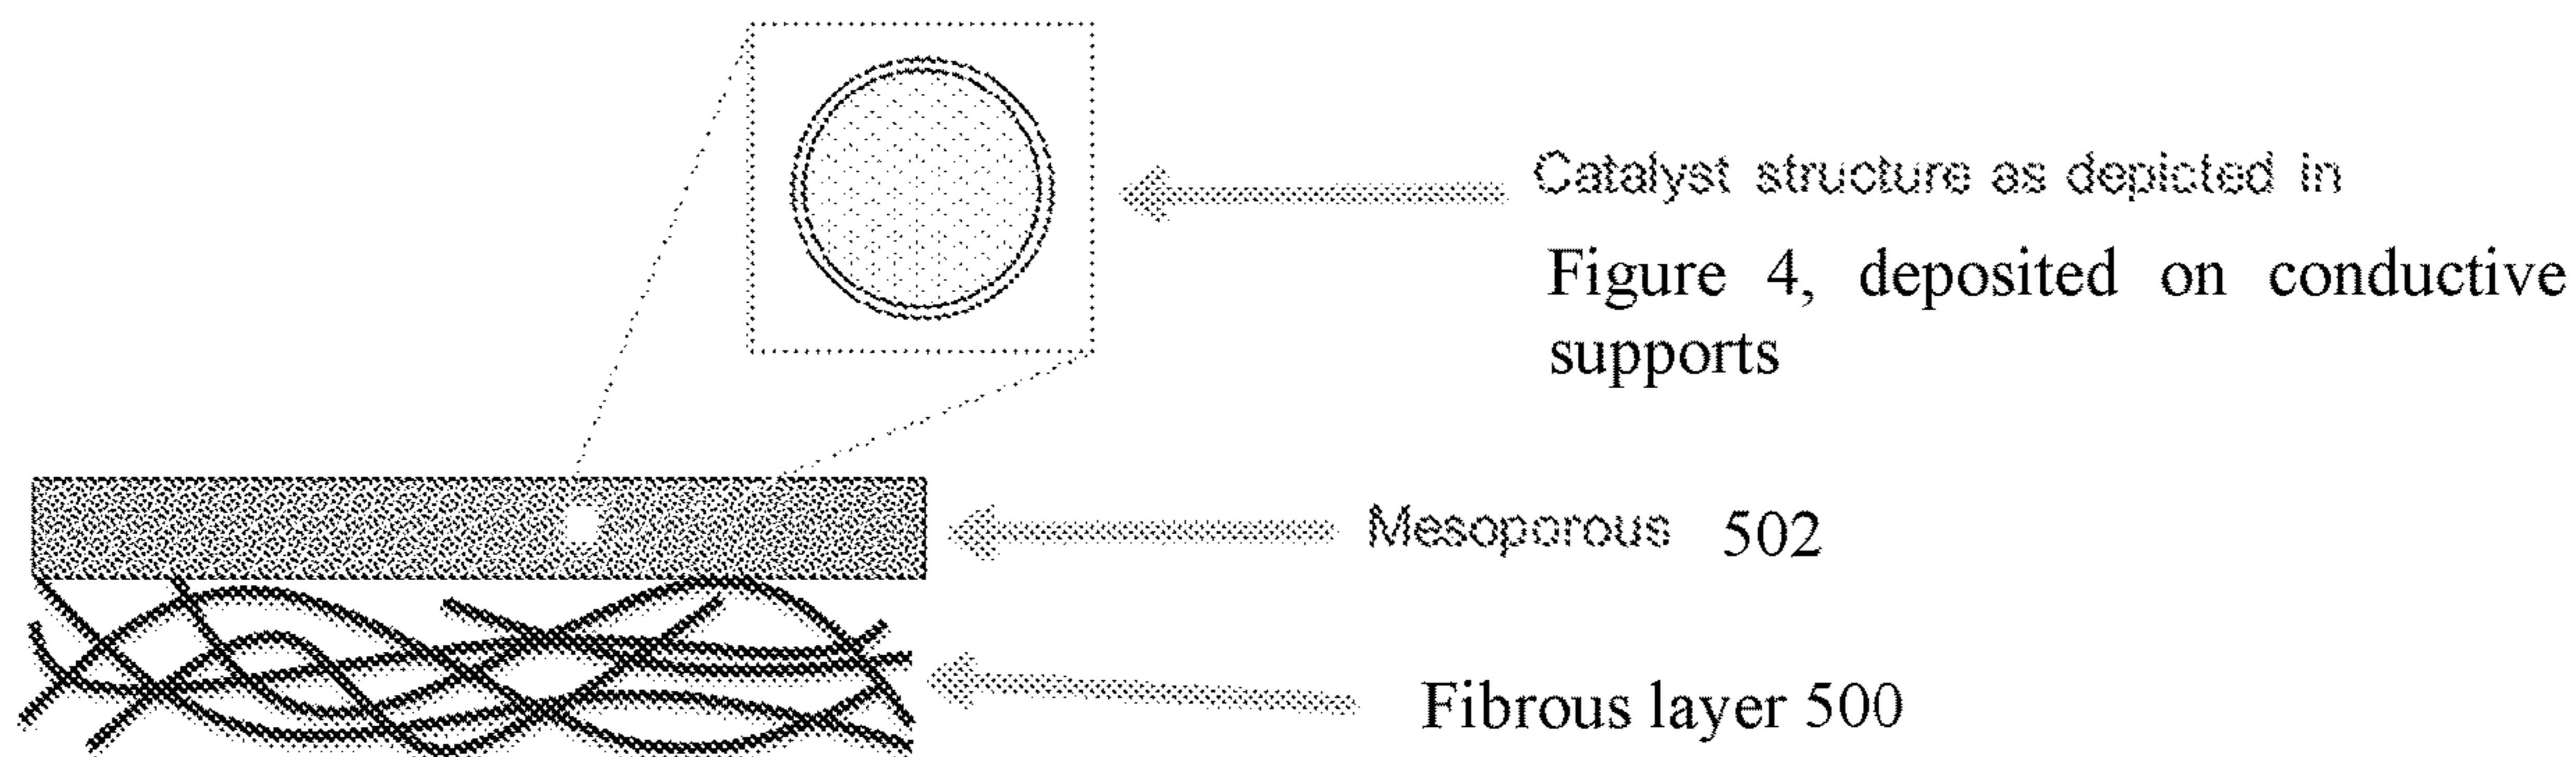 Catalyst structure as depicted in
Figure 4, deposited on conductive
supports
Mesoporous 502
Fibrous layer 500